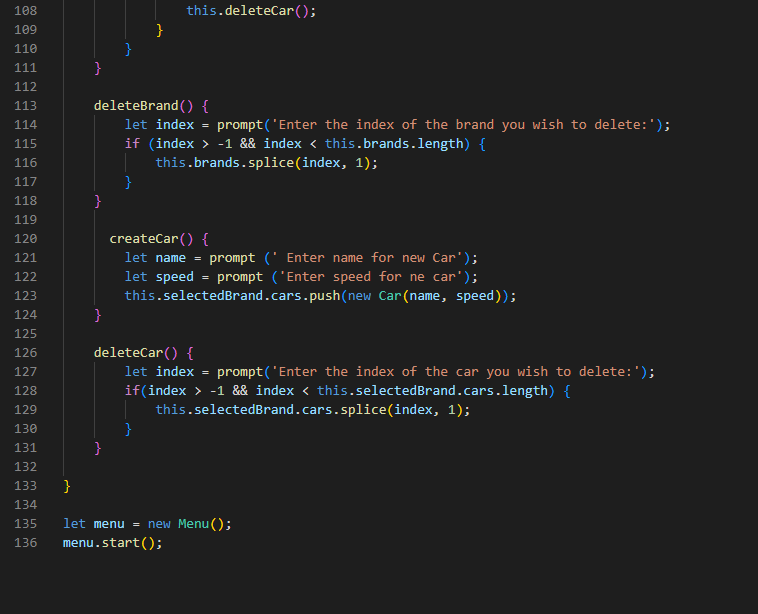 108 this.deleteCar();
109 }
110 }
111 }
112
113 deleteBrand() {
114 let index = prompt('Enter the index of the brand you wish to delete:');
115 if (index > -1 && index < this.brands.length) {
116 this.brands.splice(index, 1);
117 }
118 }
119
120 createCar() {
121 let name = prompt (' Enter name for new Car');
122 let speed = prompt ('Enter speed for ne car');
123 this.selectedBrand.cars.push(new Car(name, speed));
124 }
125
126 deleteCar() {
127 let index = prompt('Enter the index of the car you wish to delete:');
128 if(index > -1 && index < this.selectedBrand.cars.length) {
129 this.selectedBrand.cars.splice(index, 1);
130 }
131 }
132
133 }
134
135 let menu = new Menu();
136 menu.start();